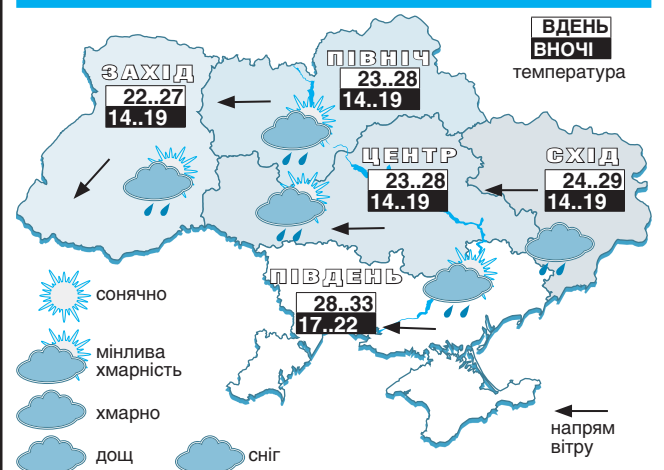 ВДЕНЬ
ВНОЧІ
температура
ПІВНІЧ
23..28
14..19
ЗАХІД
22..27
14..19
ЦЕНТР
23..28
14..19
СХІД
24..29
14..19
ПІВДЕНЬ
28..33
17..22
сонячно
мінлива
хмарність
хмарно
дощ
сніг
напрям
вітру